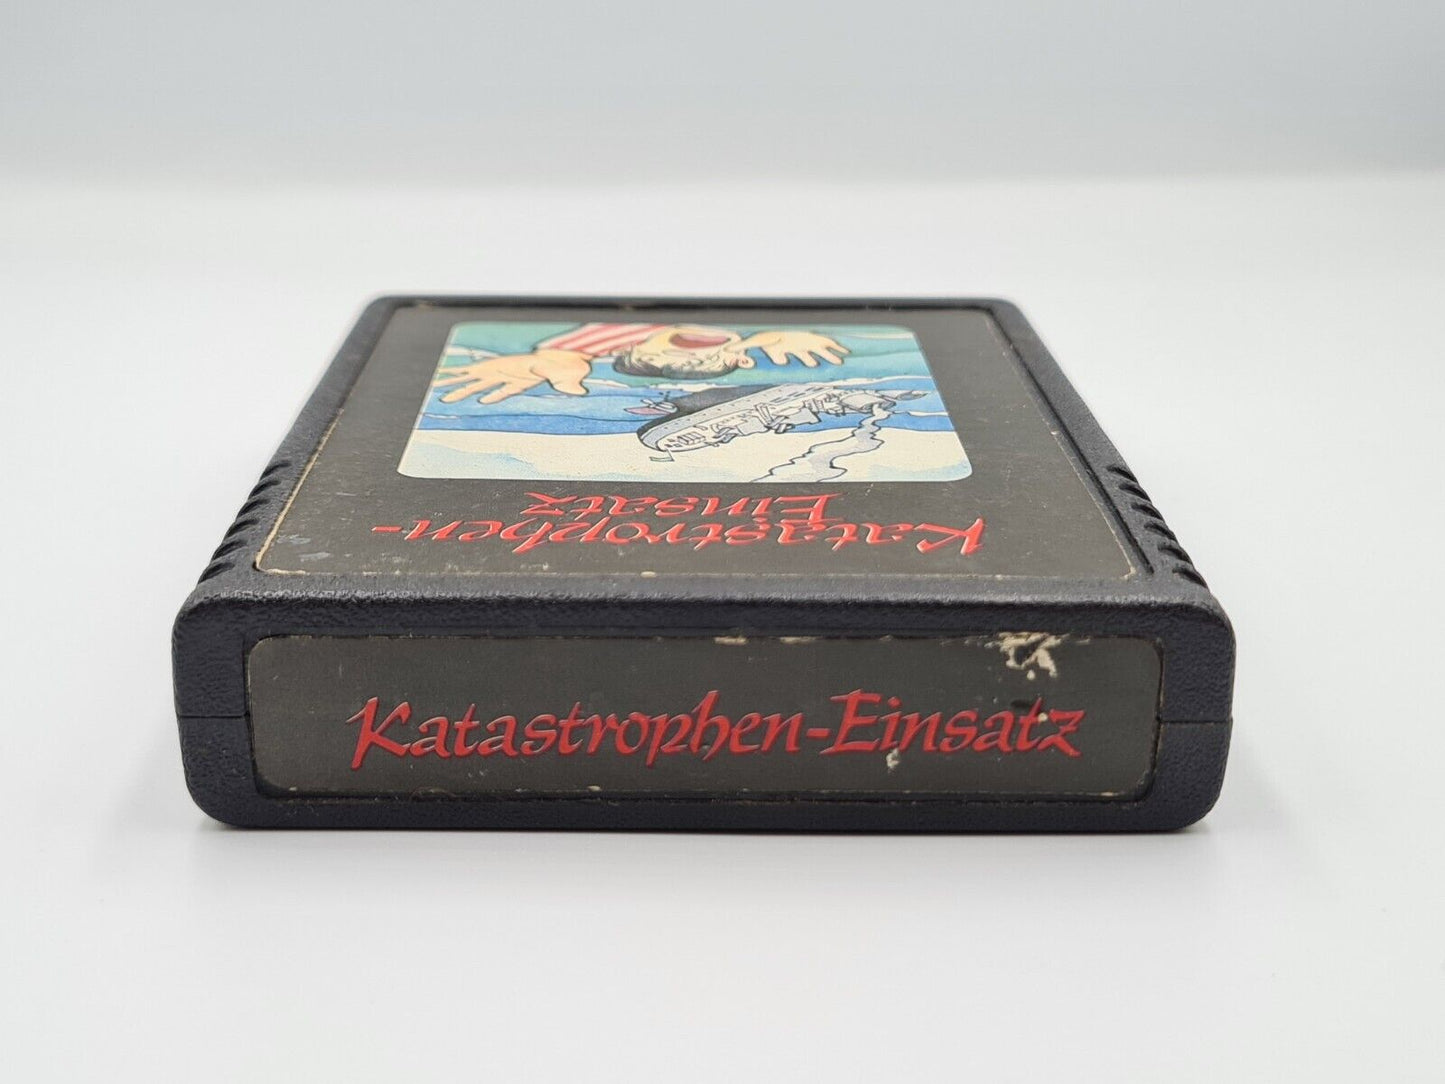 Katastrophen-
Einsatz
Katastrophen-Einsatz